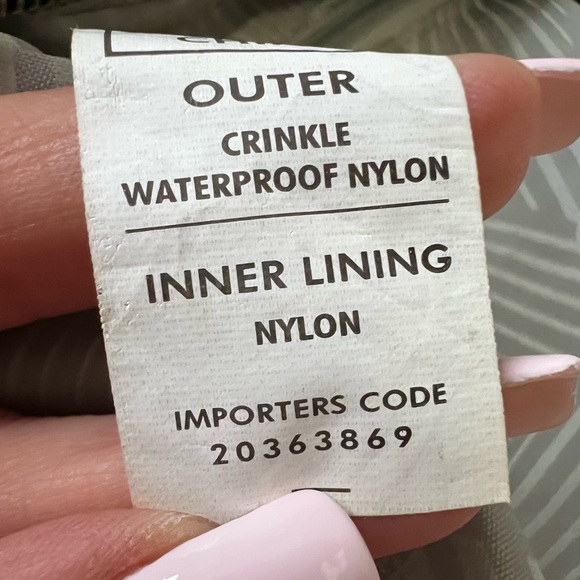 OUTER
CRINKLE
WATERPROOF NYLON
INNER LINING
NYLON
IMPORTERS CODE
20363869